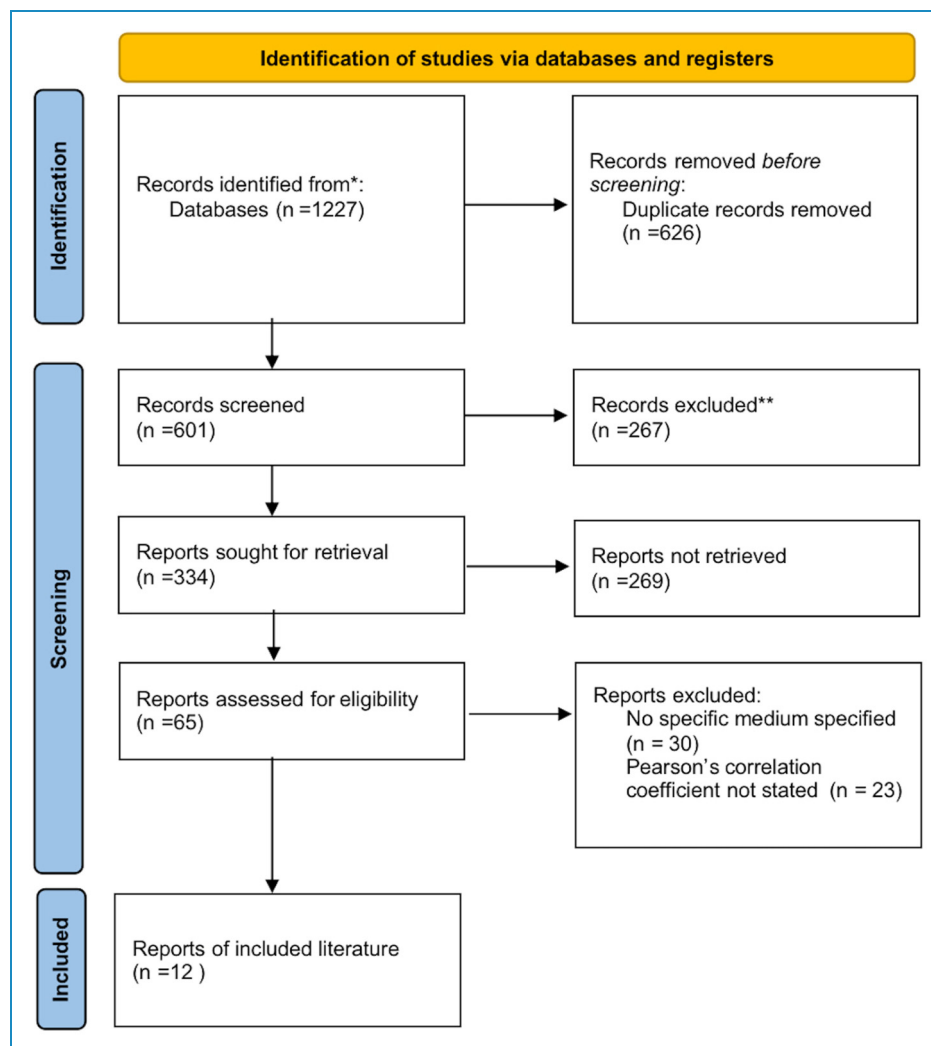 Identification of studies via databases and registers
Identification
Records identified from*:
Databases (n =1227)
Records removed before
screening:
Duplicate records removed
(n =626)
Screening
Records screened
(n =601)
Records excluded**
(n =267)
Reports sought for retrieval
(n =334)
Reports not retrieved
(n =269)
Reports assessed for eligibility
(n =65)
Reports excluded:
No specific medium specified
(n = 30)
Pearson's correlation
coefficient not stated (n = 23)
Included
Reports of included literature
(n =12 )